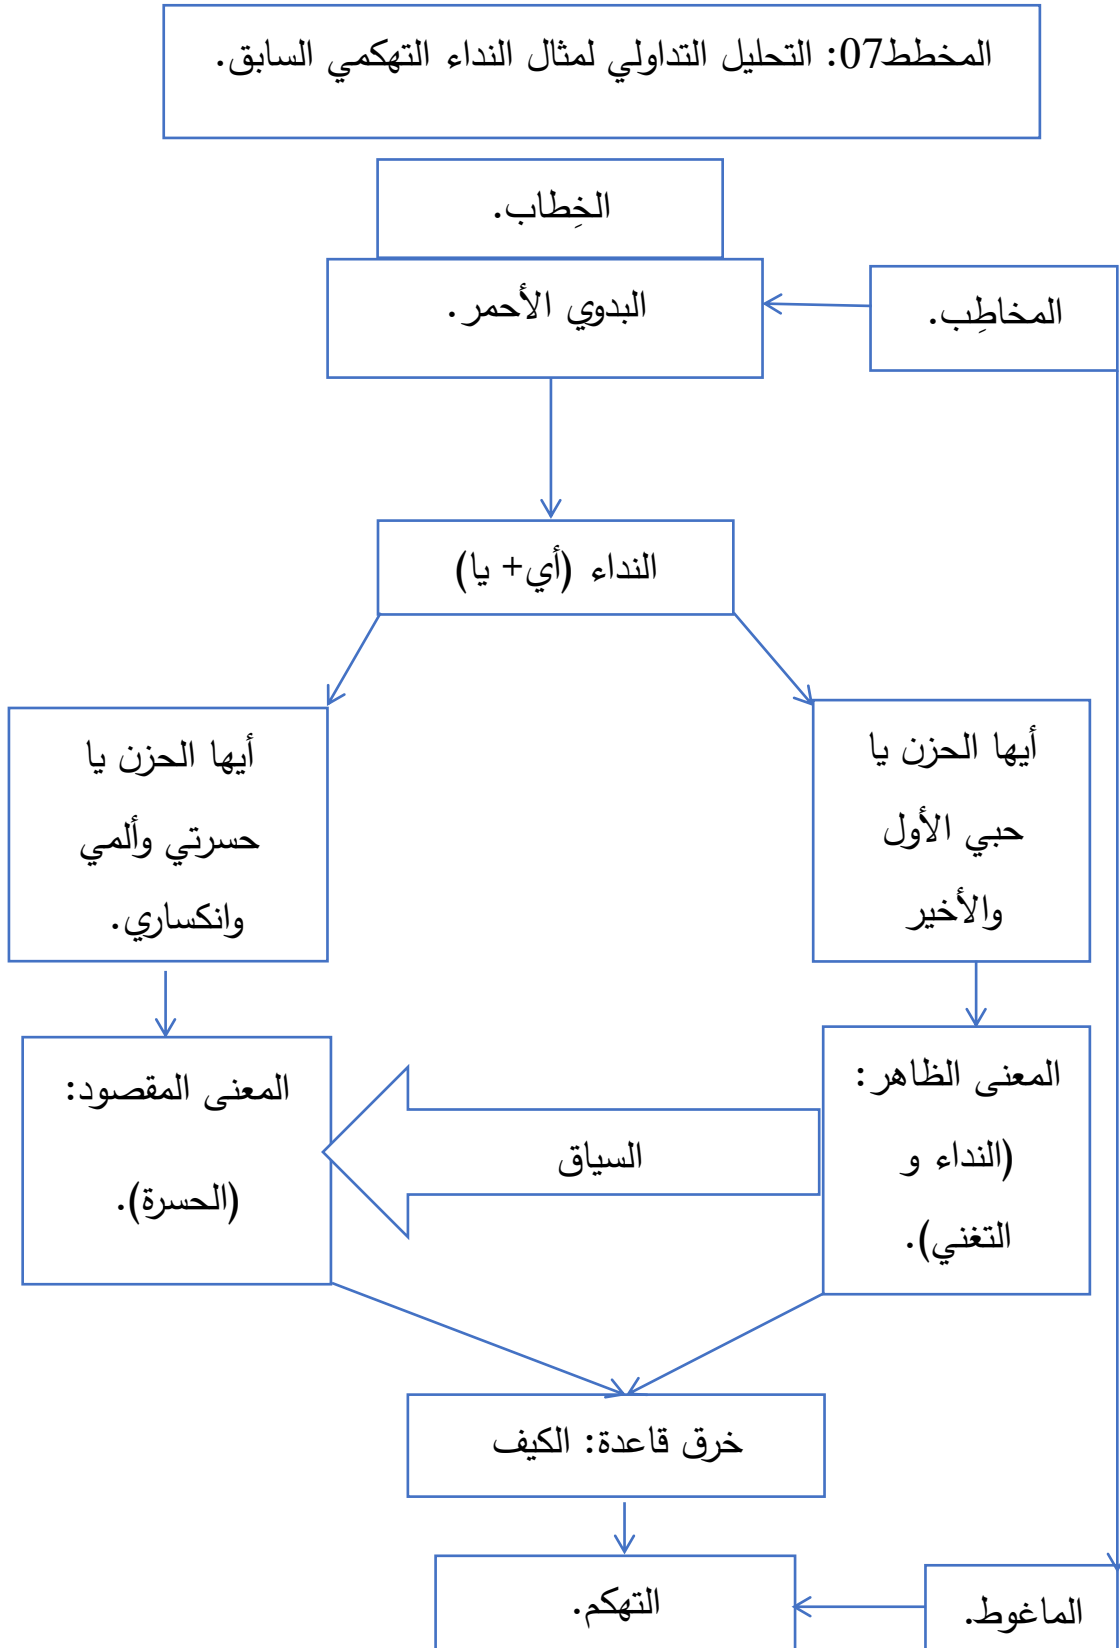 المخطط07: التحليل التداولي لمثال النداء التهكمي السابق.
الخِطاب.
البدوي الأحمر.
المخاطِب.
النداء (أي+ يا)
أيها الحزن يا
حبي الأول
والأخير
أيها الحزن يا
حسرتي وألمي
وانكساري.
المعنى الظاهر:
(النداء و
التغني).
السياق
المعنى المقصود:
(الحسرة).
خرق قاعدة: الكيف
التهكم.
الماغوط.